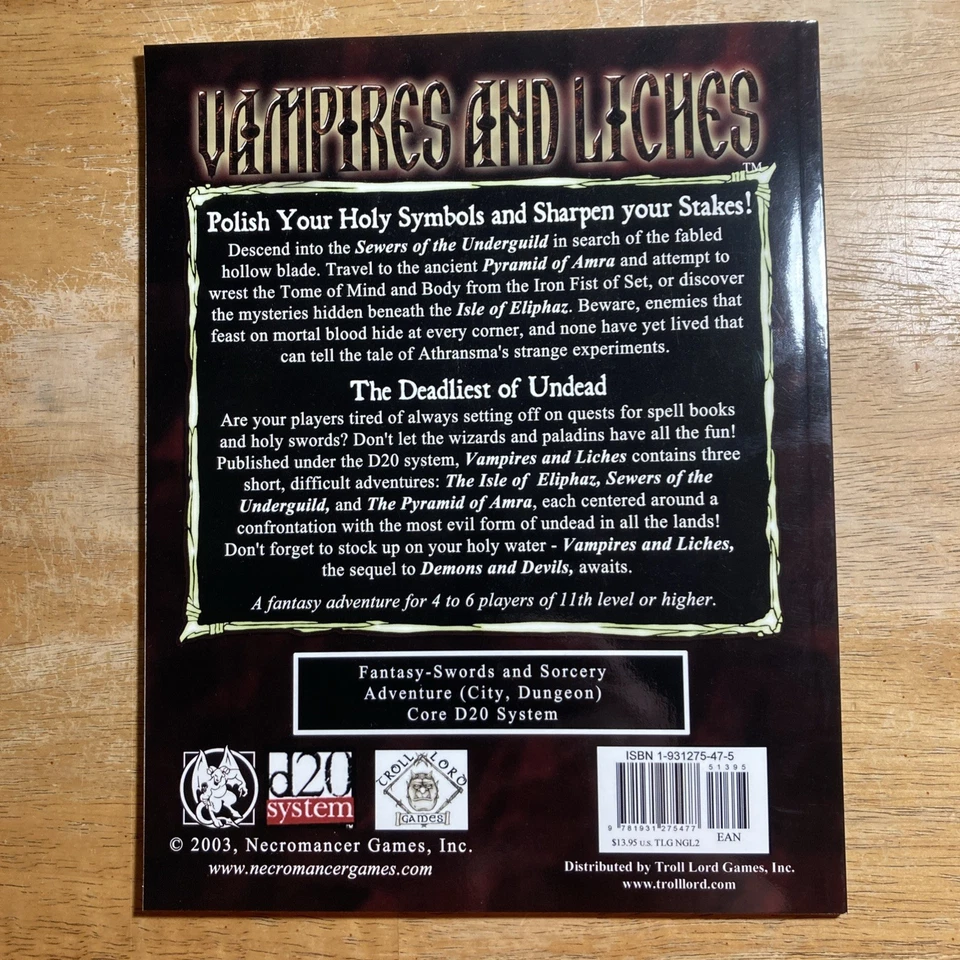 VAMPIRES AND LICHES
TM
Polish Your Holy Symbols and Sharpen your Stakes!
Descend into the Sewers of the Underguild in search of the fabled
hollow blade. Travel to the ancient Pyramid of Amra and attempt to
wrest the Tome of Mind and Body from the Iron Fist of Set, or discover
the mysteries hidden beneath the Isle of Eliphaz. Beware, enemies that
feast on mortal blood hide at every corner, and none have yet lived that
can tell the tale of Athransma's strange experiments.
The Deadliest of Undead
Are your players tired of always setting off on quests for spell books
and holy swords? Don't let the wizards and paladins have all the fun!
Published under the D20 system, Vampires and Liches contains three
short, difficult adventures: The Isle of Eliphaz, Sewers of the
Underguild, and The Pyramid of Amra, each centered around a
confrontation with the most evil form of undead in all the lands!
Don't forget to stock up on your holy water - Vampires and Liches,
the sequel to Demons and Devils, awaits.
A fantasy adventure for 4 to 6 players of 11th level or higher.
Fantasy-Swords and Sorcery
Adventure (City, Dungeon)
Core D20 System
d20
system
TM
TROLL LORD
GAMES
ISBN 1-931275-47-5
51395
9 781931 275477
EAN
$13.95 U.S. TLG NGL2
© 2003, Necromancer Games, Inc.
www.necromancergames.com
Distributed by Troll Lord Games, Inc.
www.trolllord.com